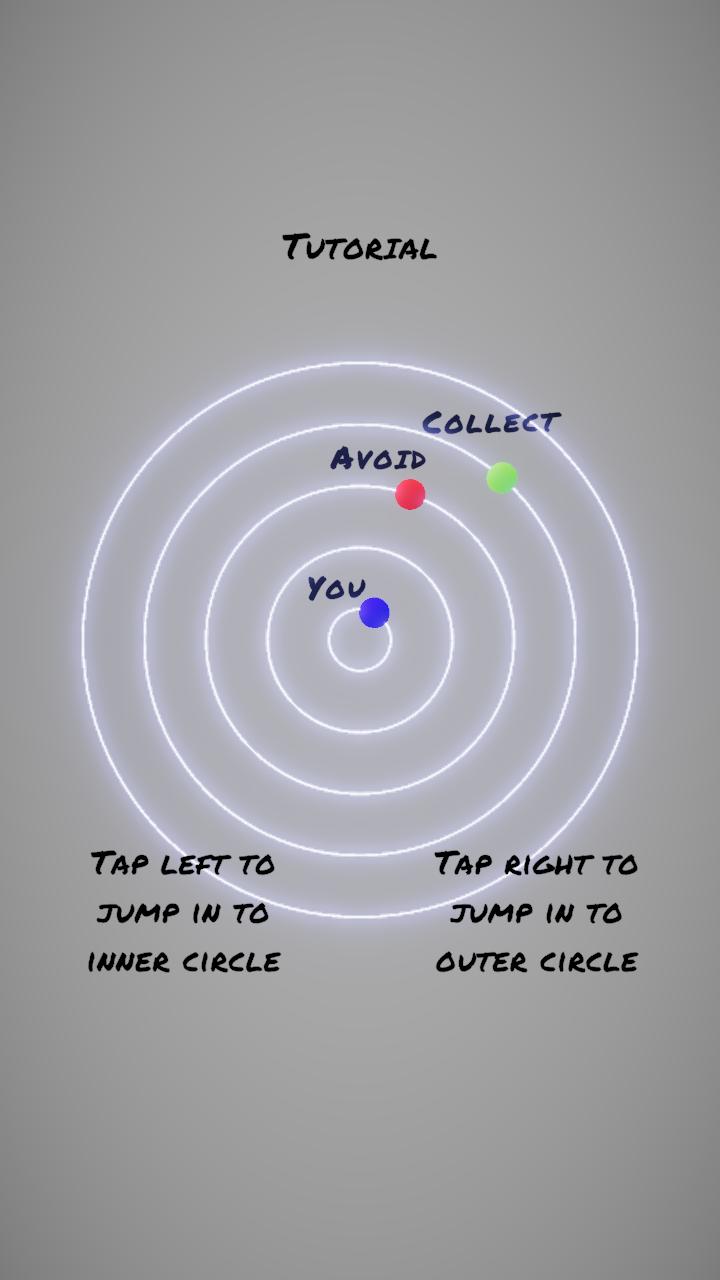 Tutorial
Collect
Avoid
You
Tap left to
jump in to
inner circle
Tap right to
jump in to
outer circle